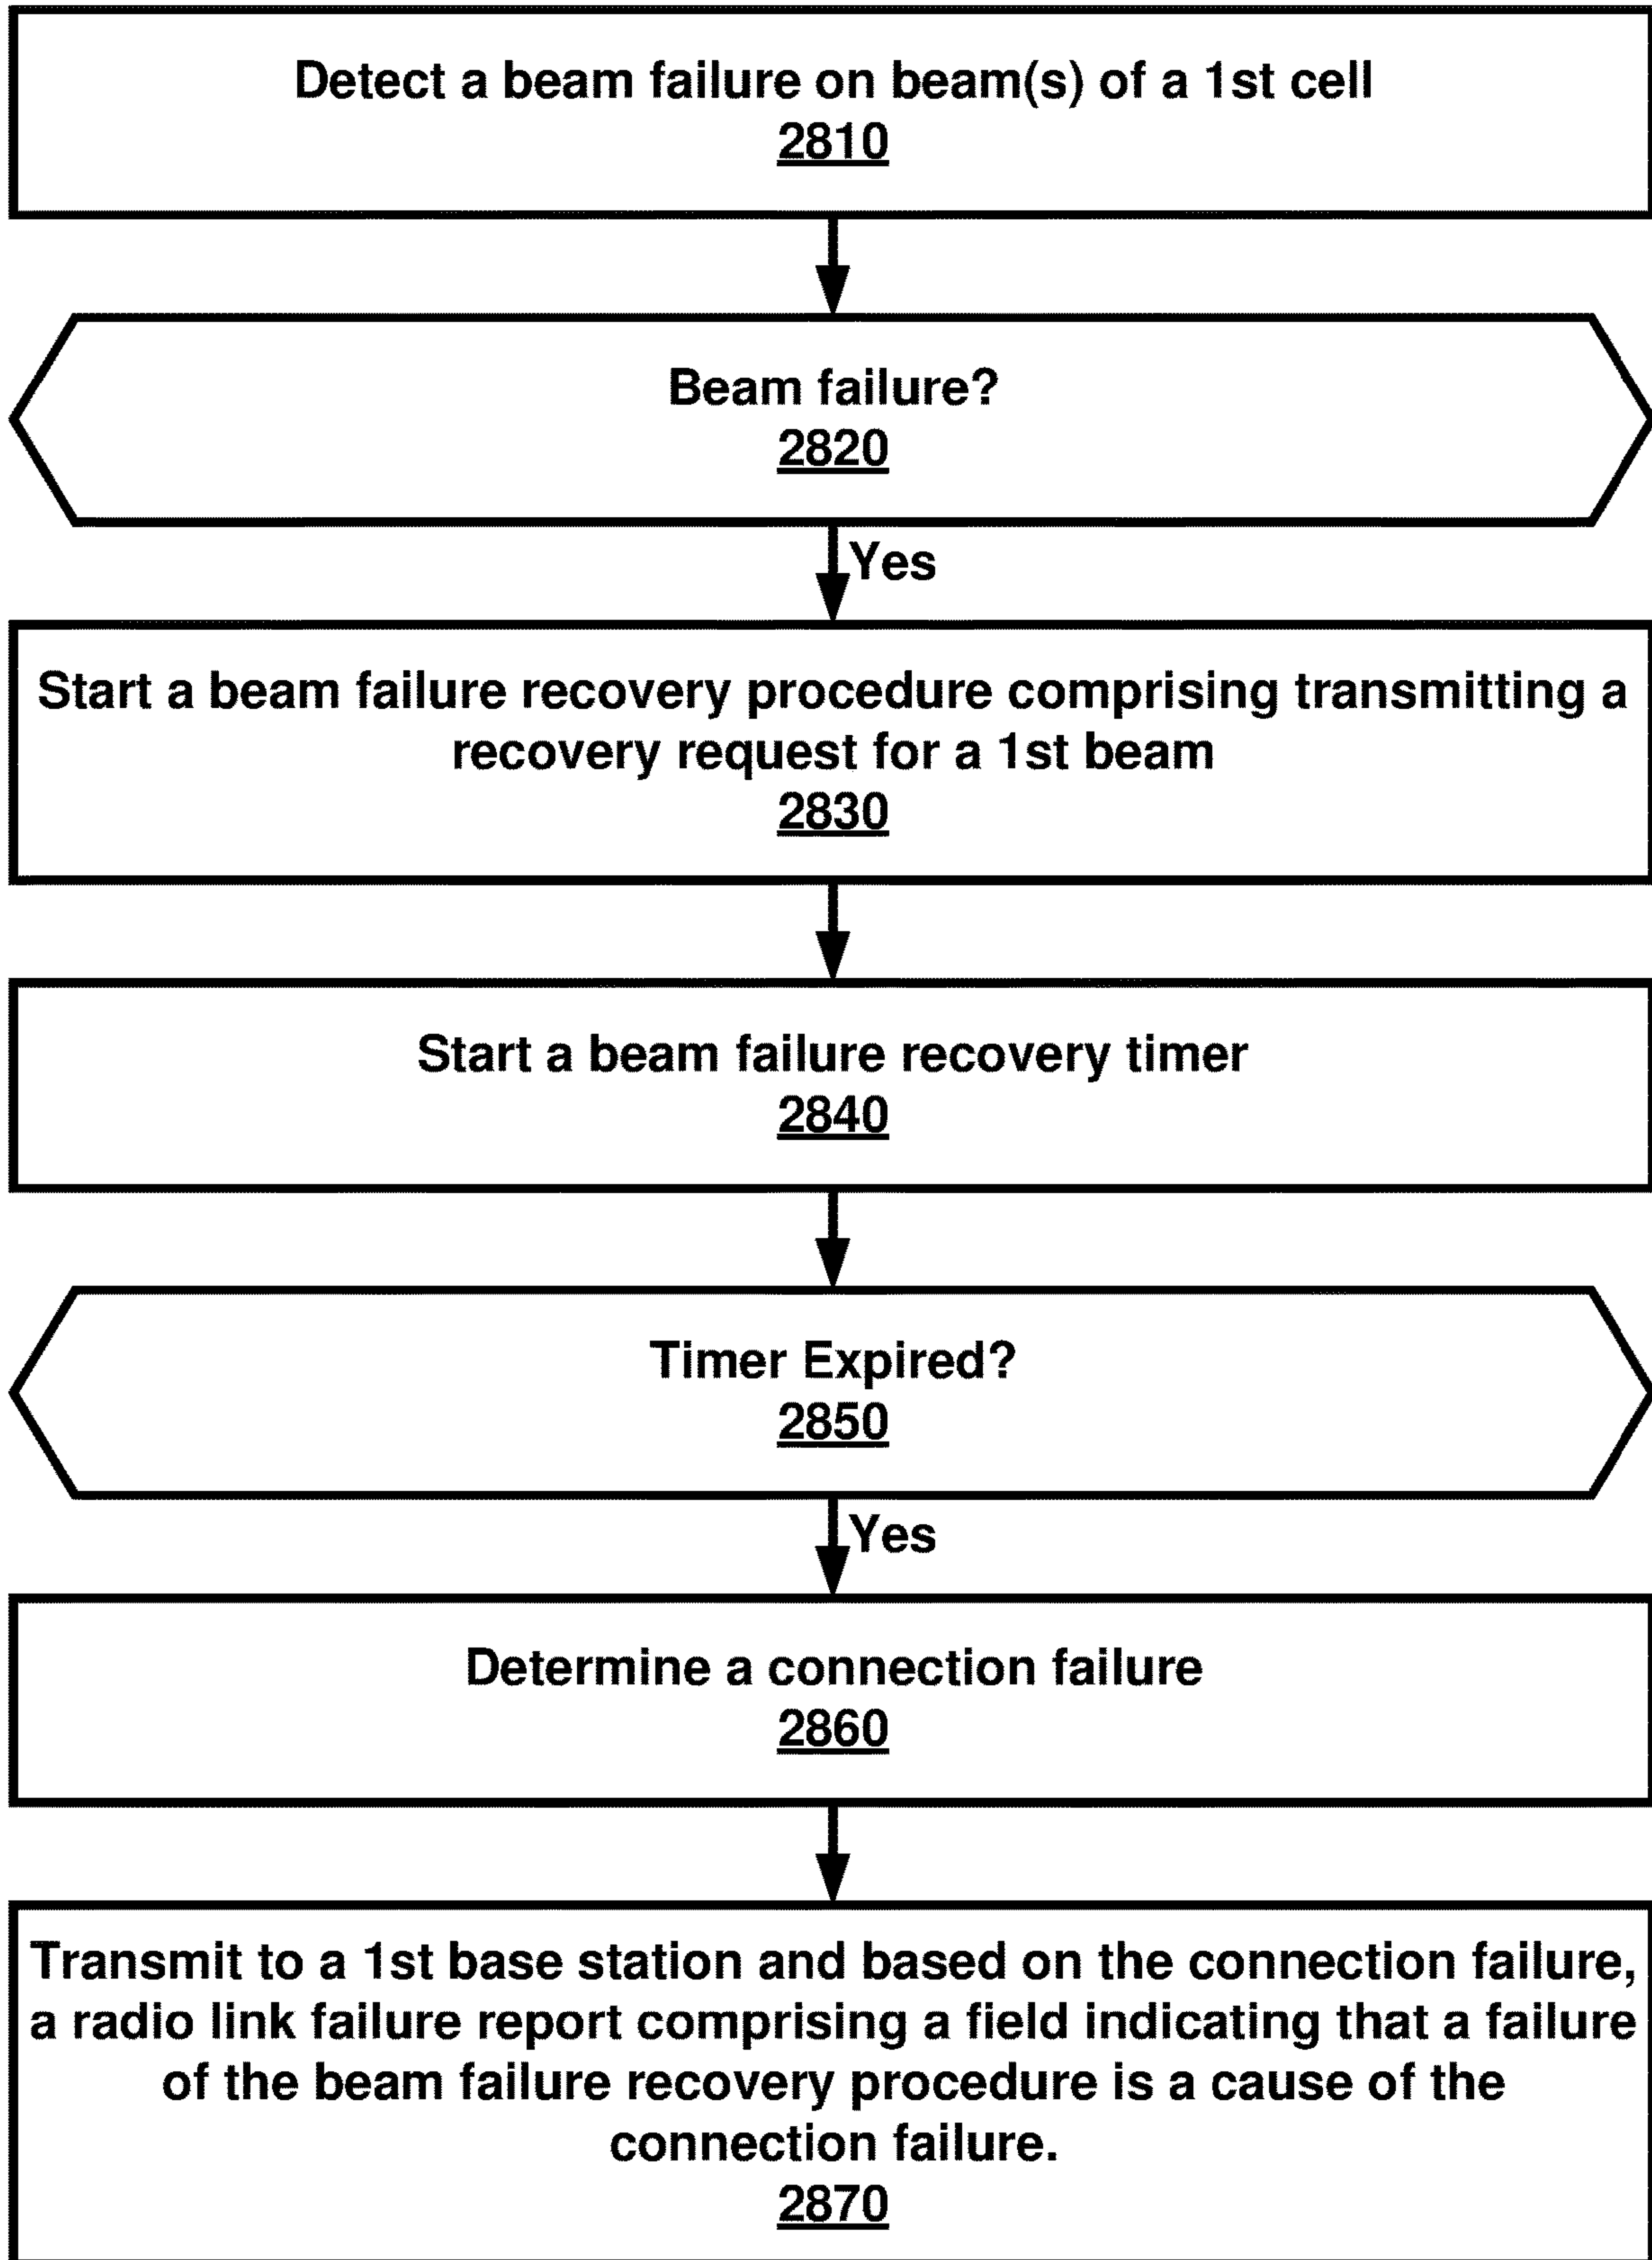 Detect a beam failure on beam(s) of a 1st cell
2810
Beam failure?
2820
Yes
Start a beam failure recovery procedure comprising transmitting a
recovery request for a 1st beam
2830
Start a beam failure recovery timer
2840
Timer Expired?
2850
Yes
Determine a connection failure
2860
Transmit to a 1st base station and based on the connection failure,
a radio link failure report comprising a field indicating that a failure
of the beam failure recovery procedure is a cause of the
connection failure.
2870